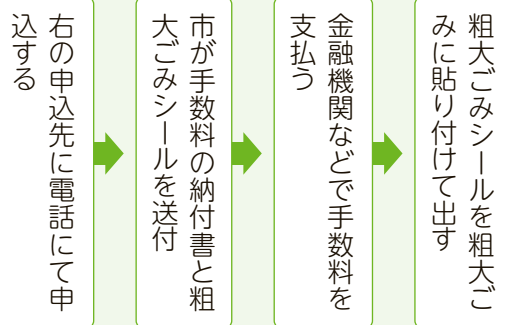 右の申込先に電話にて申
込する
市が手数料の納付書と粗
大ごみシールを送付
金融機関などで手数料を
支払う
粗大ごみシールを粗大ご
みに貼り付けて出す